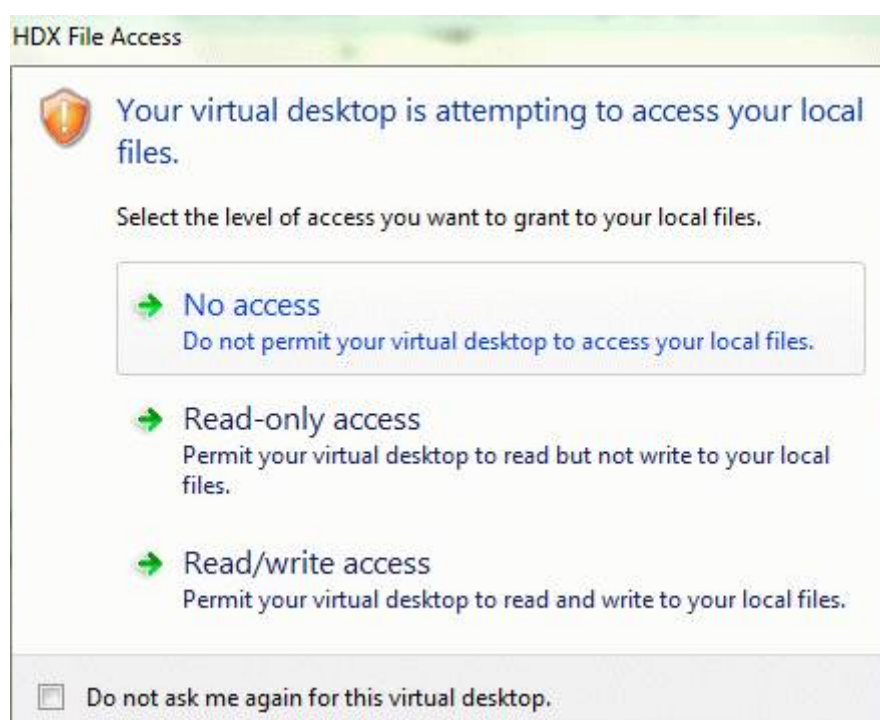 HDX File Access
Your virtual desktop is attempting to access your local
files.
Select the level of access you want to grant to your local files.
No access
Do not permit your virtual desktop to access your local files.
Read-only access
Permit your virtual desktop to read but not write to your local
files.
Read/write access
Permit your virtual desktop to read and write to your local files.
Do not ask me again for this virtual desktop.